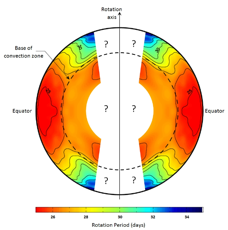 Rotation
axis
?
?
Base of
convection zone
Equator
?
?
Equator
?
?
26
28
30
32
34
Rotation Period (days)